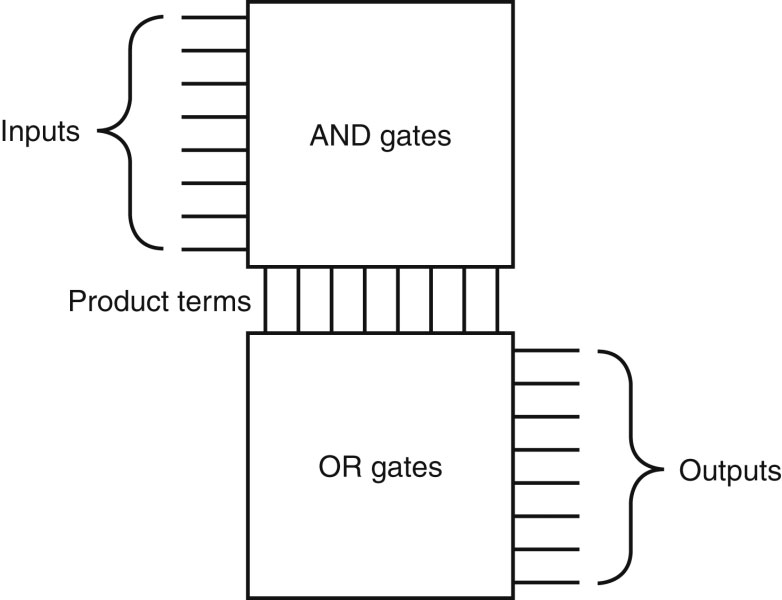 Inputs
AND gates
Product terms
OR gates
Outputs